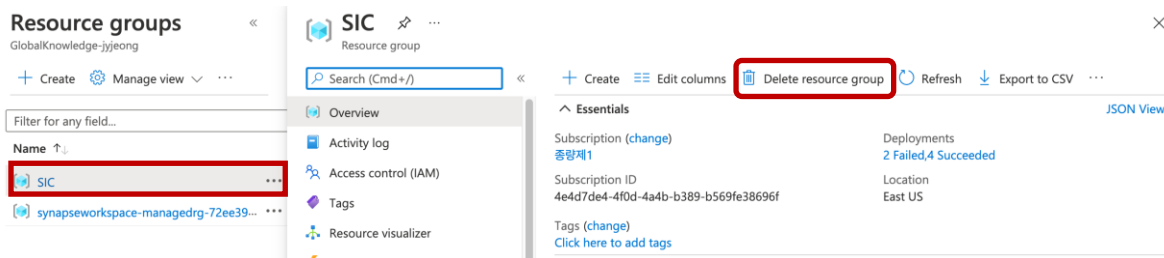 Resource groups
GlobalKnowledge-jyjeong
Create Manage view
Filter for any field...
Name ↑↓
SIC
synapseworkspace-managedrg-72ee39...
SIC
Resource group
Search (Cmd+/)
Overview
Activity log
Access control (IAM)
Tags
Resource visualizer
Create Edit columns Delete resource group Refresh Export to CSV
Essentials
JSON View
Subscription (change)
종량제1
Subscription ID
4e4d7de4-4f0d-4a4b-b389-b569fe38696f
Tags (change)
Click here to add tags
Deployments
2 Failed,4 Succeeded
Location
East US